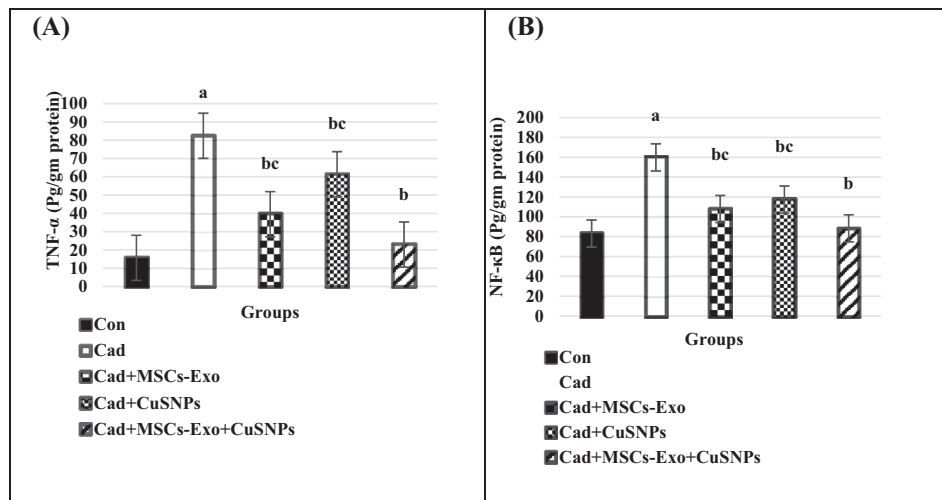 (A)
TNF-α (Pg/gm protein)
100
90
80
70
60
50
40
30
20
10
0
a
bc
bc
b
Groups
Con
Cad
Cad+MSCs-Exo
Cad+CuSNPs
Cad+MSCs-Exo+CuSNPs
(B)
NF-κB (Pg/gm protein)
200
180
160
140
120
100
80
60
40
20
0
a
bc
bc
b
Groups
Con
Cad
Cad+MSCs-Exo
Cad+CuSNPs
Cad+MSCs-Exo+CuSNPs